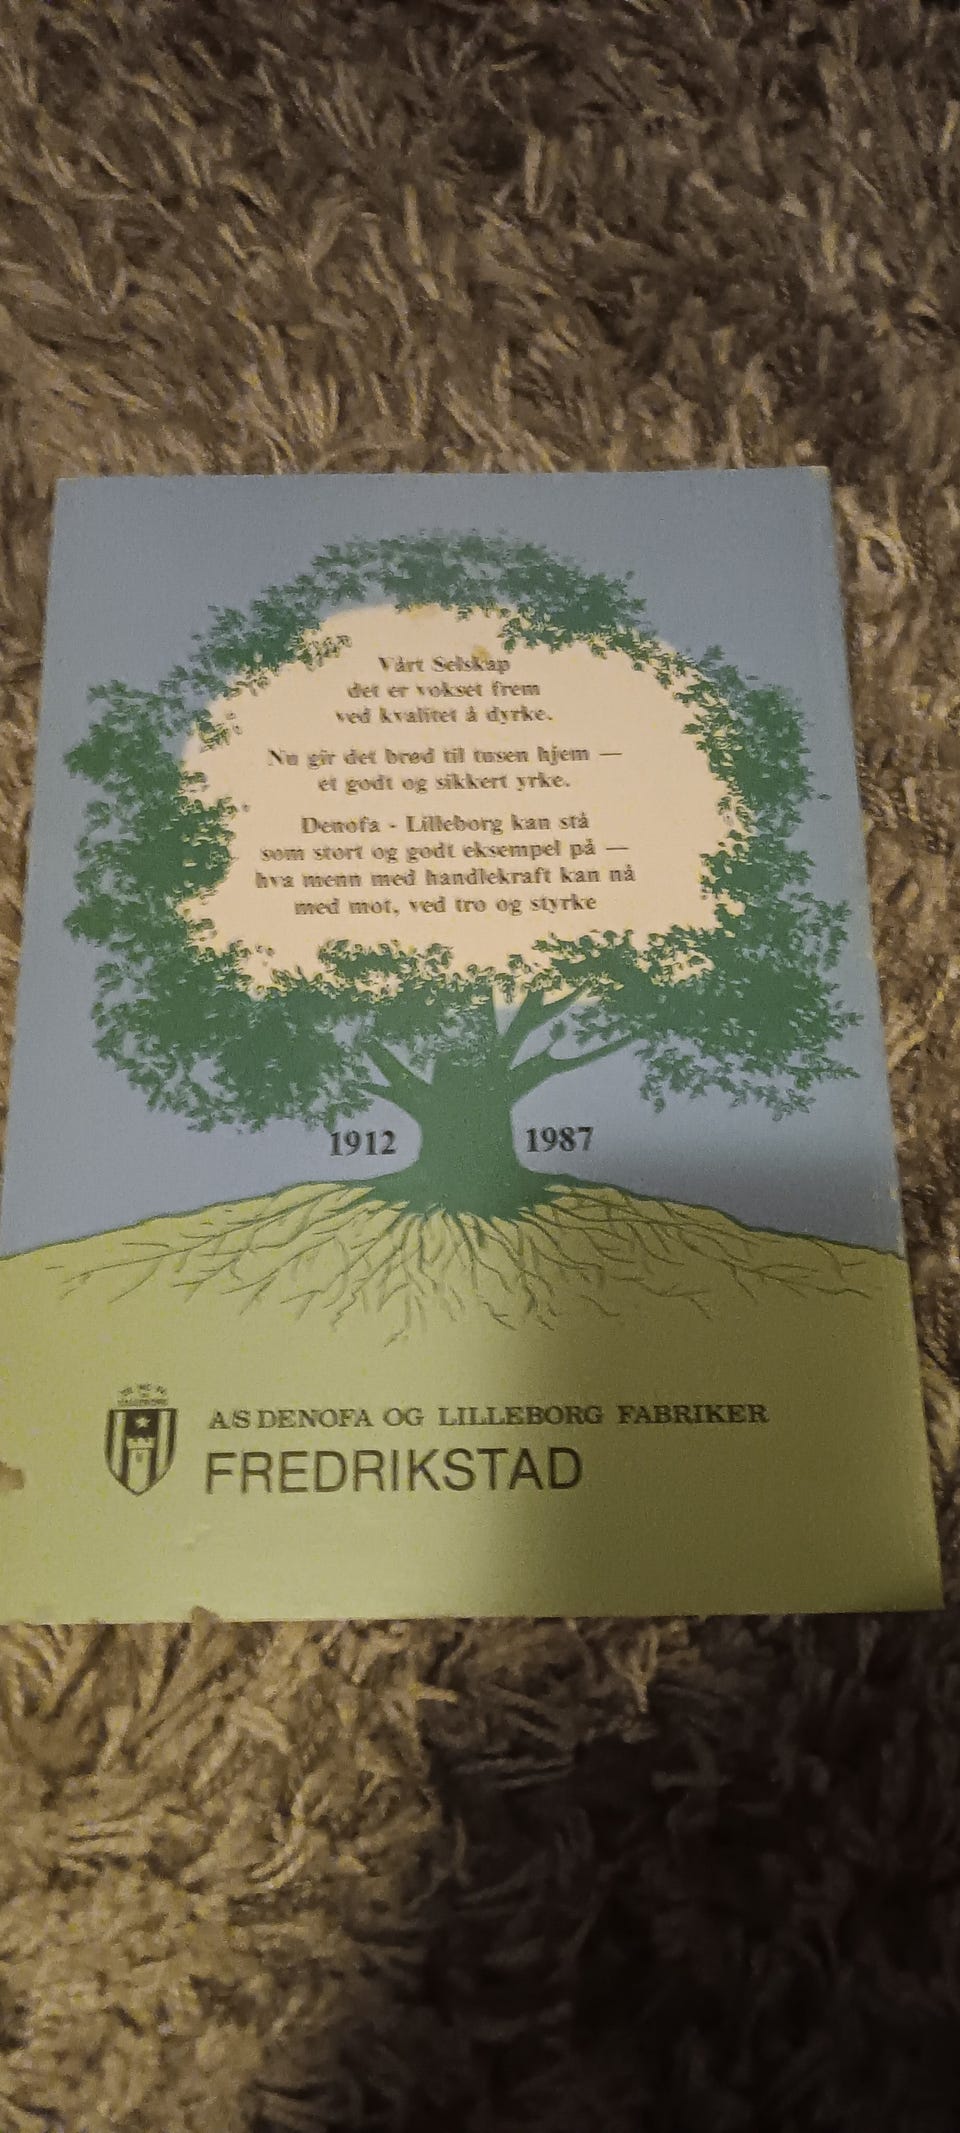 Vårt Selskap
det er vokset frem
ved kvalitet å dyrke.
Nu gir det brød til tusen hjem —
et godt og sikkert yrke.
Denofa - Lilleborg kan stå
som stort og godt eksempel på —
hva menn med handlekraft kan nå
med mot, ved tro og styrke
1912 1987
A/S DENOFA OG LILLEBORG FABRIKER
FREDRIKSTAD